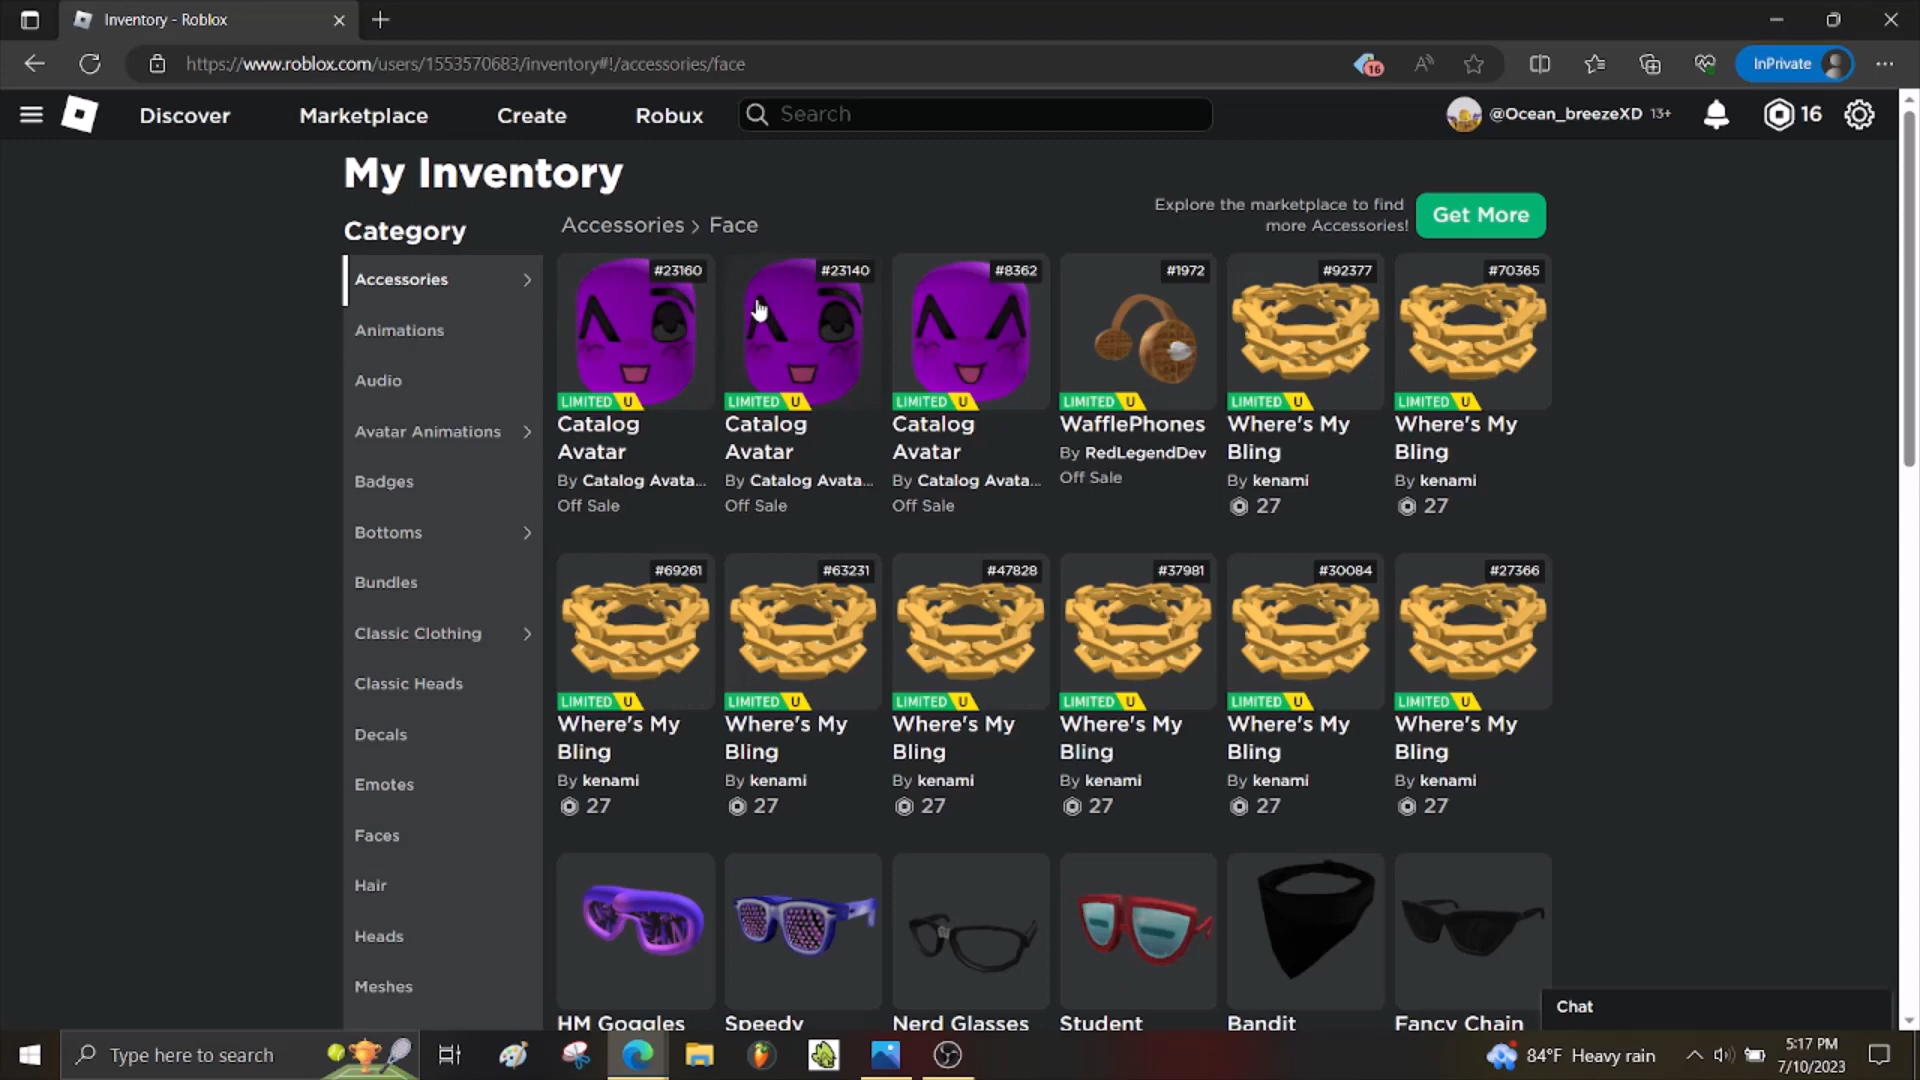 Inventory - Roblox
https://www.roblox.com/users/1553570683/inventory#!/accessories/face
16
InPrivate
Discover
Marketplace
Create
Robux
Search
@Ocean_breezeXD 13+
16
My Inventory
Category
Accessories > Face
Explore the marketplace to find
more Accessories!
Get More
Accessories
Animations
Audio
Avatar Animations
Badges
Bottoms
Bundles
Classic Clothing
Classic Heads
Decals
Emotes
Faces
Hair
Heads
Meshes
#23160 #23140 #8362 #1972 #92377 #70365
LIMITED U LIMITED U LIMITED U LIMITED U LIMITED U LIMITED U
Catalog Avatar
By Catalog Avata...
Off Sale
Catalog Avatar
By Catalog Avata...
Off Sale
Catalog Avatar
By Catalog Avata...
Off Sale
WafflePhones
By RedLegendDev
Off Sale
Where's My Bling
By kenami
27
Where's My Bling
By kenami
27
#69261 #63231 #47828 #37981 #30084 #27366
LIMITED U LIMITED U LIMITED U LIMITED U LIMITED U LIMITED U
Where's My Bling
By kenami
27
Where's My Bling
By kenami
27
Where's My Bling
By kenami
27
Where's My Bling
By kenami
27
Where's My Bling
By kenami
27
Where's My Bling
By kenami
27
HM Goggles
Speedy
Nerd Glasses
Student
Bandit
Fancy Chain
Chat
Type here to search
84°F Heavy rain
5:17 PM
7/10/2023